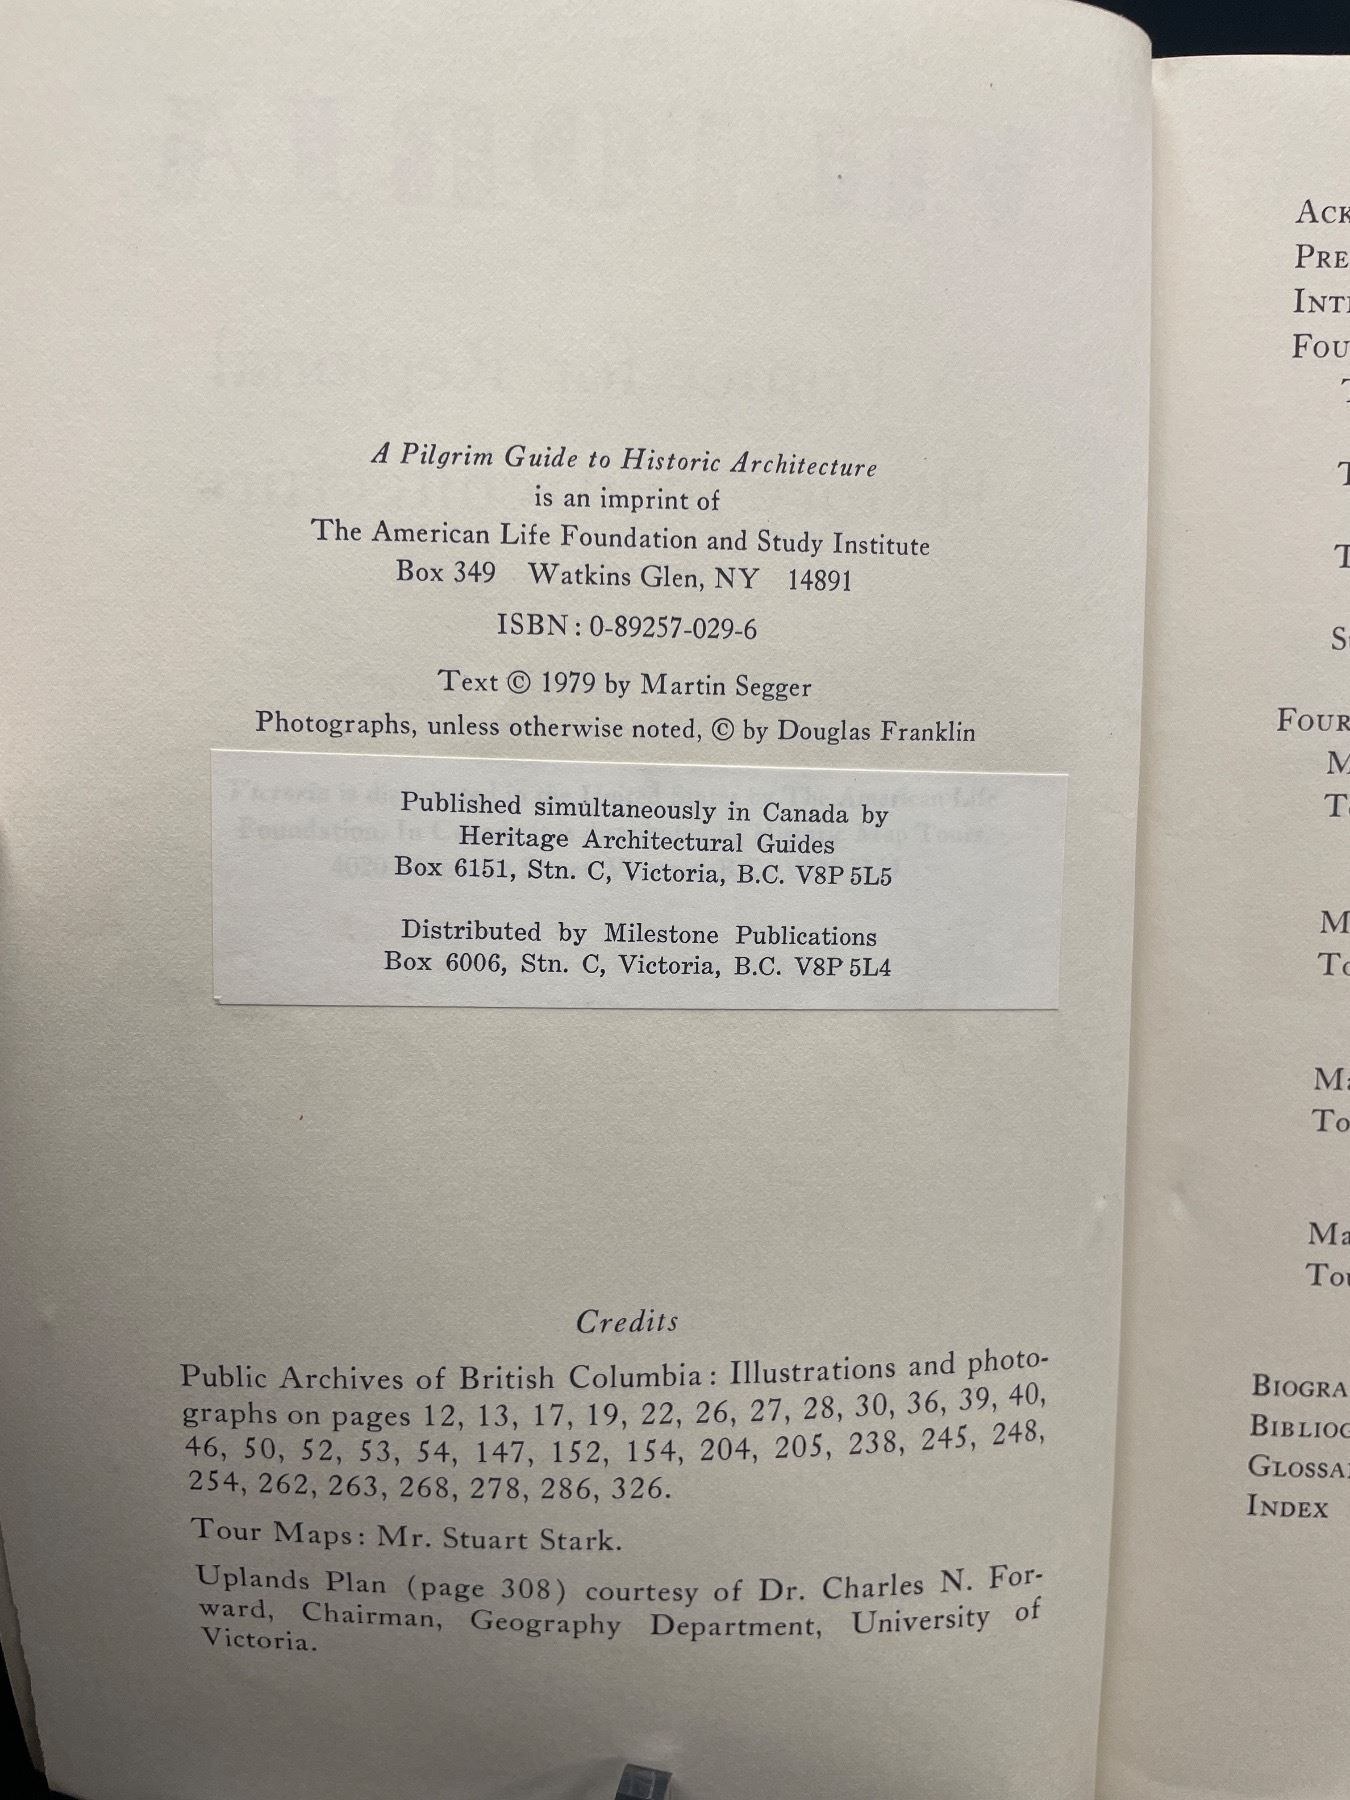 A Pilgrim Guide to Historic Architecture
is an imprint of
The American Life Foundation and Study Institute
Box 349 Watkins Glen, NY 14891
ISBN: 0-89257-029-6
Text © 1979 by Martin Segger
Photographs, unless otherwise noted, © by Douglas Franklin
Published simultaneously in Canada by
Heritage Architectural Guides
Box 6151, Stn. C, Victoria, B.C. V8P 5L5
Distributed by Milestone Publications
Box 6006, Stn. C, Victoria, B.C. V8P 5L4
Credits
Public Archives of British Columbia: Illustrations and photo-
graphs on pages 12, 13, 17, 19, 22, 26, 27, 28, 30, 36, 39, 40,
46, 50, 52, 53, 54, 147, 152, 154, 204, 205, 238, 245, 248,
254, 262, 263, 268, 278, 286, 326.
Tour Maps: Mr. Stuart Stark.
Uplands Plan (page 308) courtesy of Dr. Charles N. For-
ward, Chairman, Geography Department, University of
Victoria.
INDEX